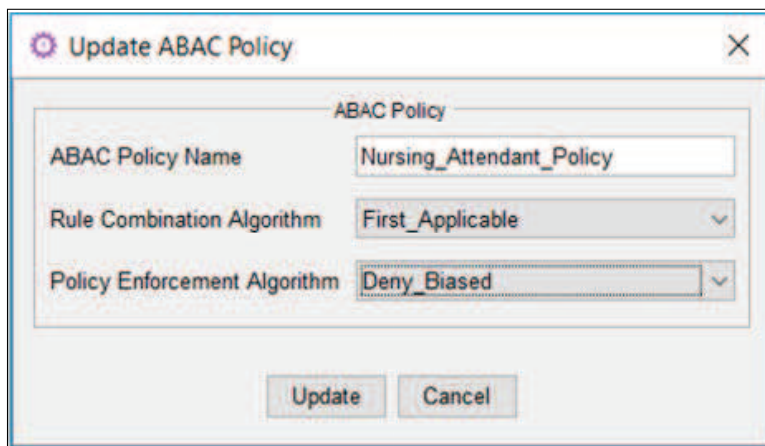 Update ABAC Policy
ABAC Policy
ABAC Policy Name Nursing_Attendant_Policy
Rule Combination Algorithm First_Applicable
Policy Enforcement Algorithm Deny_Biased
Update Cancel